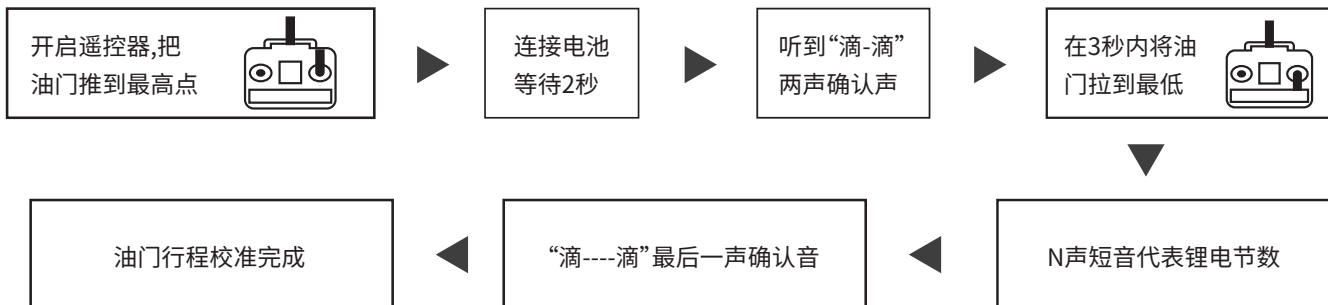 开启遥控器,把
油门推到最高点
连接电池
等待2秒
听到“滴-滴”
两声确认声
在3秒内将油
门拉到最低
N声短音代表锂电节数
“滴----滴”最后一声确认音
油门行程校准完成